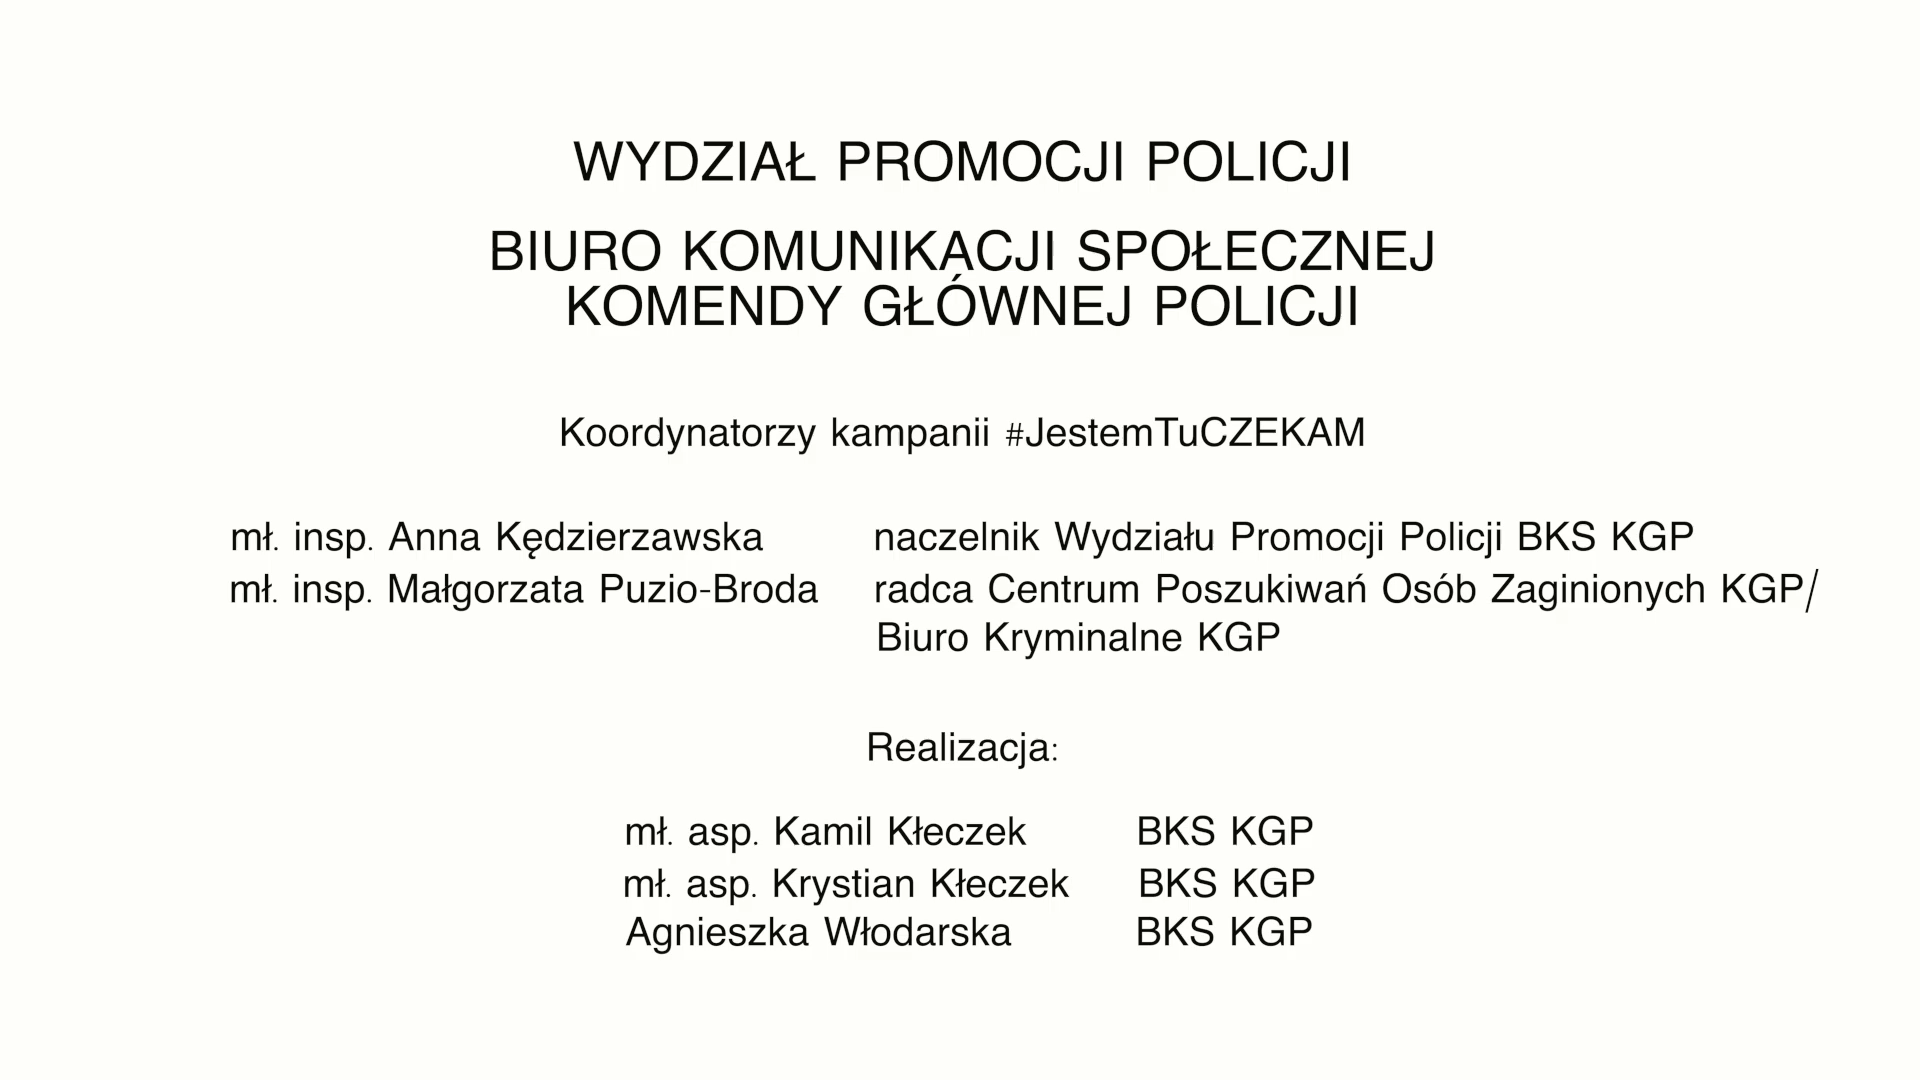 WYDZIAŁ PROMOCJI POLICJI
BIURO KOMUNIKACJI SPOŁECZNEJ
KOMENDY GŁÓWNEJ POLICJI
Koordynatorzy kampanii #JestemTuCZEKAM
mł. insp. Anna Kędzierzawska naczelnik Wydziału Promocji Policji BKS KGP
mł. insp. Małgorzata Puzio-Broda radca Centrum Poszukiwań Osób Zaginionych KGP/
Biuro Kryminalne KGP
Realizacja:
mł. asp. Kamil Kłeczek BKS KGP
mł. asp. Krystian Kłeczek BKS KGP
Agnieszka Włodarska BKS KGP